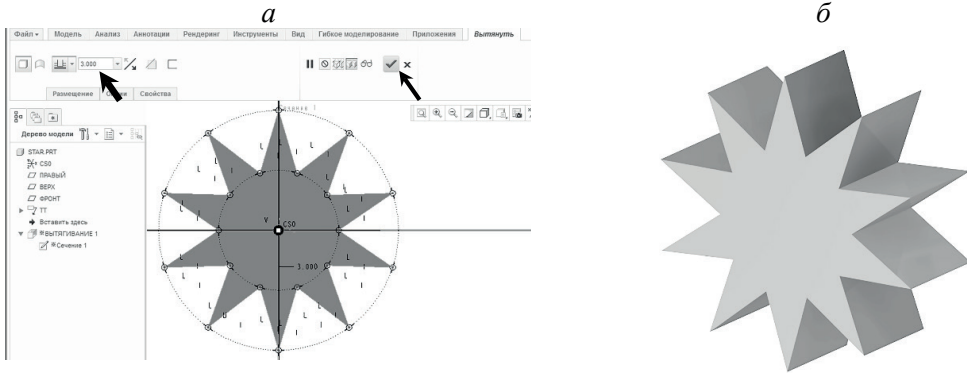 а
б
Файл Модель Анализ Аннотации Рендеринг Инструменты Вид Гибкое моделирование Приложения Вытянуть
3.000
Размещение Свойства
Дерево модели
STAR.PRT
CS0
ПРАВЫЙ
ВЕРХ
ФРОНТ
ТТ
Вставить здесь
*ВЫТЯГИВАНИЕ 1
*Сечение 1
V
CS0
3.000